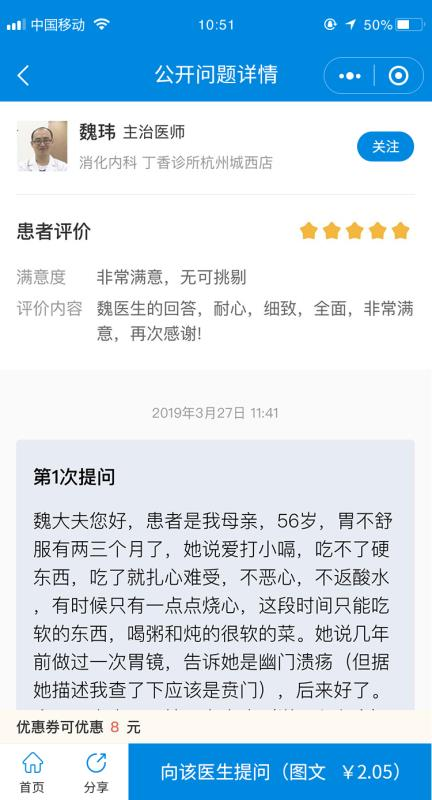 中国移动
10:51
50%
公开问题详情
魏玮 主治医师
消化内科 丁香诊所杭州城西店
关注
患者评价
满意度 非常满意，无可挑剔
评价内容 魏医生的回答，耐心，细致，全面，非常满
意，再次感谢!
2019年3月27日 11:41
第1次提问
魏大夫您好，患者是我母亲，56岁，胃不舒
服有两三个月了，她说爱打小嗝，吃不了硬
东西，吃了就扎心难受，不恶心，不返酸水
，有时候只有一点点烧心，这段时间只能吃
软的东西，喝粥和炖的很软的菜。她说几年
前做过一次胃镜，告诉她是幽门溃疡（但据
她描述我查了下应该是贲门），后来好了。
优惠券可优惠 8 元
首页
分享
向该医生提问（图文 ￥2.05）